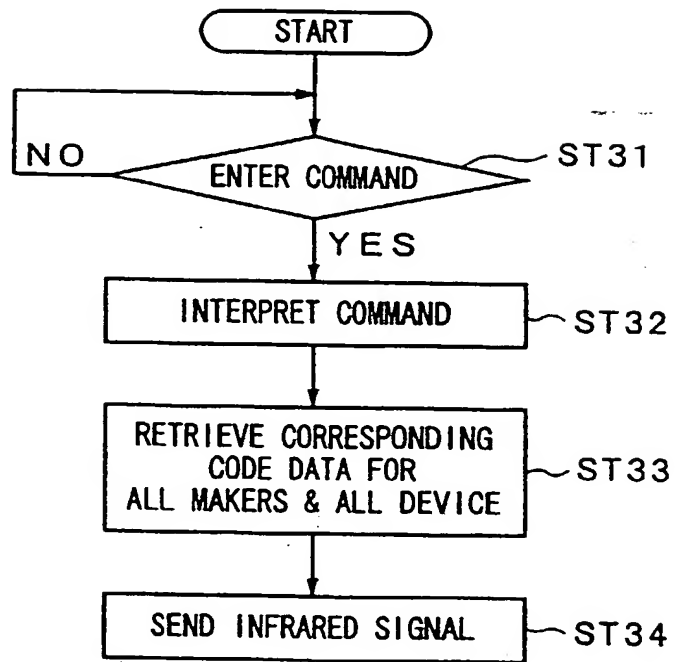 START
NO
ENTER COMMAND
ST31
YES
INTERPRET COMMAND
ST32
RETRIEVE CORRESPONDING
CODE DATA FOR
ALL MAKERS & ALL DEVICE
ST33
SEND INFRARED SIGNAL
ST34